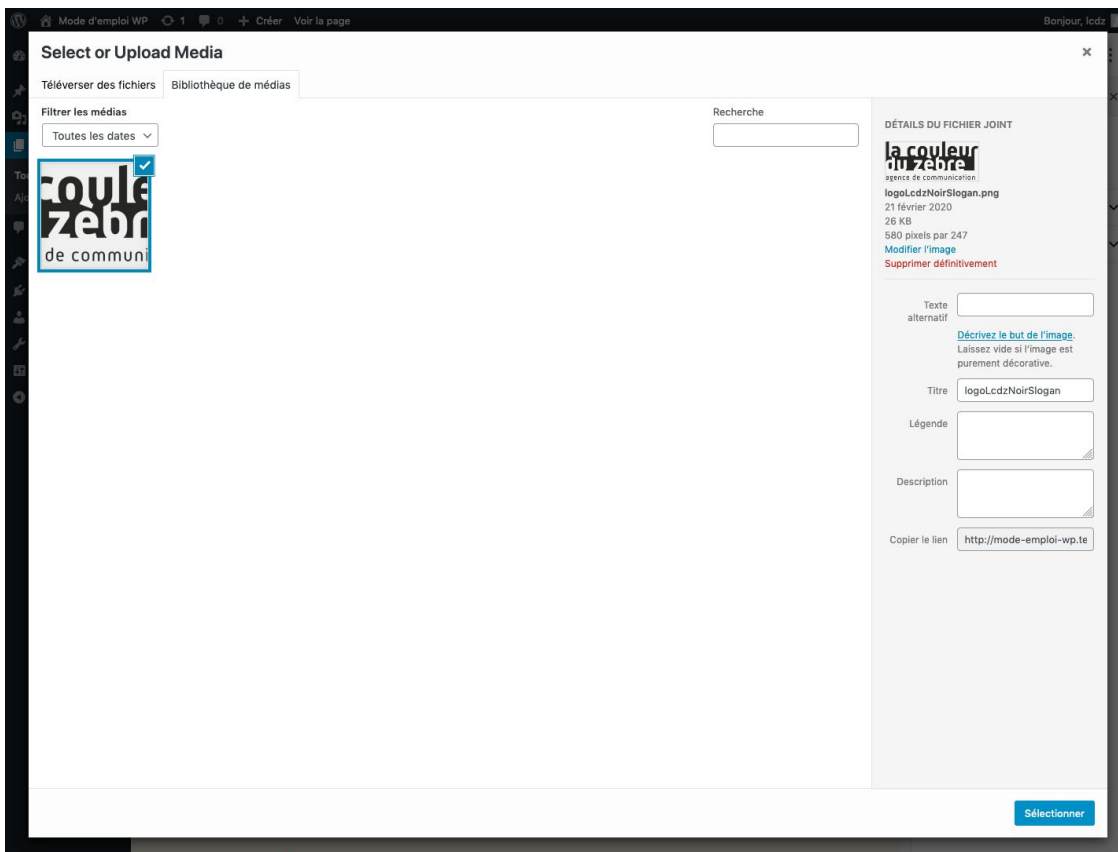 Mode d'emploi WP 1 0 + Créer Voir la page Bonjour, lcdz
Select or Upload Media
Téléverser des fichiers Bibliothèque de médias
Filtrer les médias
Toutes les dates
Recherche
coule
zebr
de communi
DÉTAILS DU FICHIER JOINT
la couleur
du zèbre
agence de communication
logoLcdzNoirSlogan.png
21 février 2020
26 KB
580 pixels par 247
Modifier l'image
Supprimer définitivement
Texte
alternatif
Décrivez le but de l'image.
Laissez vide si l'image est
purement décorative.
Titre logoLcdzNoirSlogan
Légende
Description
Copier le lien http://mode-emploi-wp.te
Sélectionner